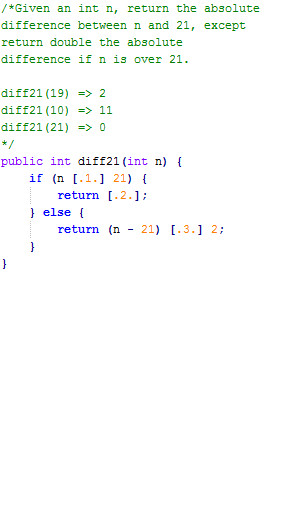 /*Given an int n, return the absolute
difference between n and 21, except
return double the absolute
difference if n is over 21.

diff21(19) => 2
diff21(10) => 11
diff21(21) => 0
*/
public int diff21(int n) {
    if (n [.1.] 21) {
        return [.2.];
    } else {
        return (n - 21) [.3.] 2;
    }
}